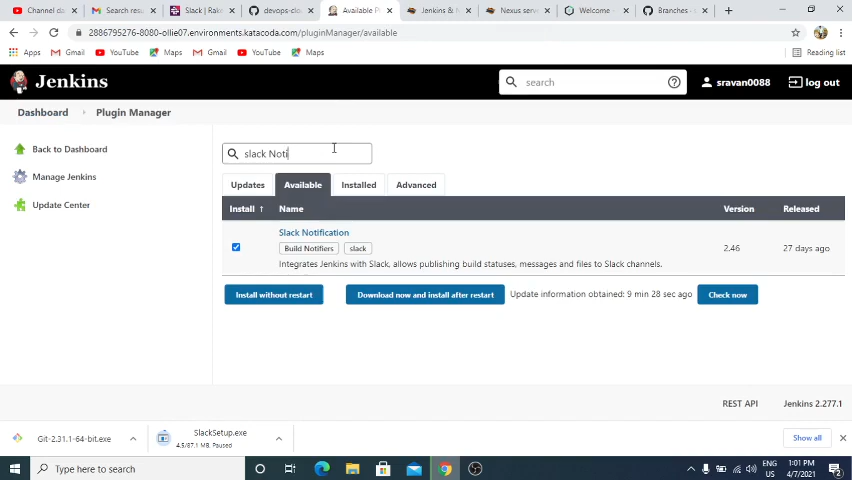 Channel da
Search resu
Slack | Rake
devops-clou
Available P
Jenkins & N
Nexus serv
Welcome -
Branches -
2886795276-8080-ollie07.environments.katacoda.com/pluginManager/available
Apps
Gmail
YouTube
Maps
Gmail
YouTube
Maps
Reading list
Jenkins
search
sravan0088
log out
Dashboard
Plugin Manager
Back to Dashboard
Manage Jenkins
Update Center
slack Noti
Updates
Available
Installed
Advanced
Install ↑
Name
Version
Released
Slack Notification
Build Notifiers
slack
Integrates Jenkins with Slack, allows publishing build statuses, messages and files to Slack channels.
2.46
27 days ago
Install without restart
Download now and install after restart
Update information obtained: 9 min 28 sec ago
Check now
REST API
Jenkins 2.277.1
Git-2.31.1-64-bit.exe
SlackSetup.exe
4.5/87.1 MB, Paused
Show all
Type here to search
ENG
US
1:01 PM
4/7/2021
2